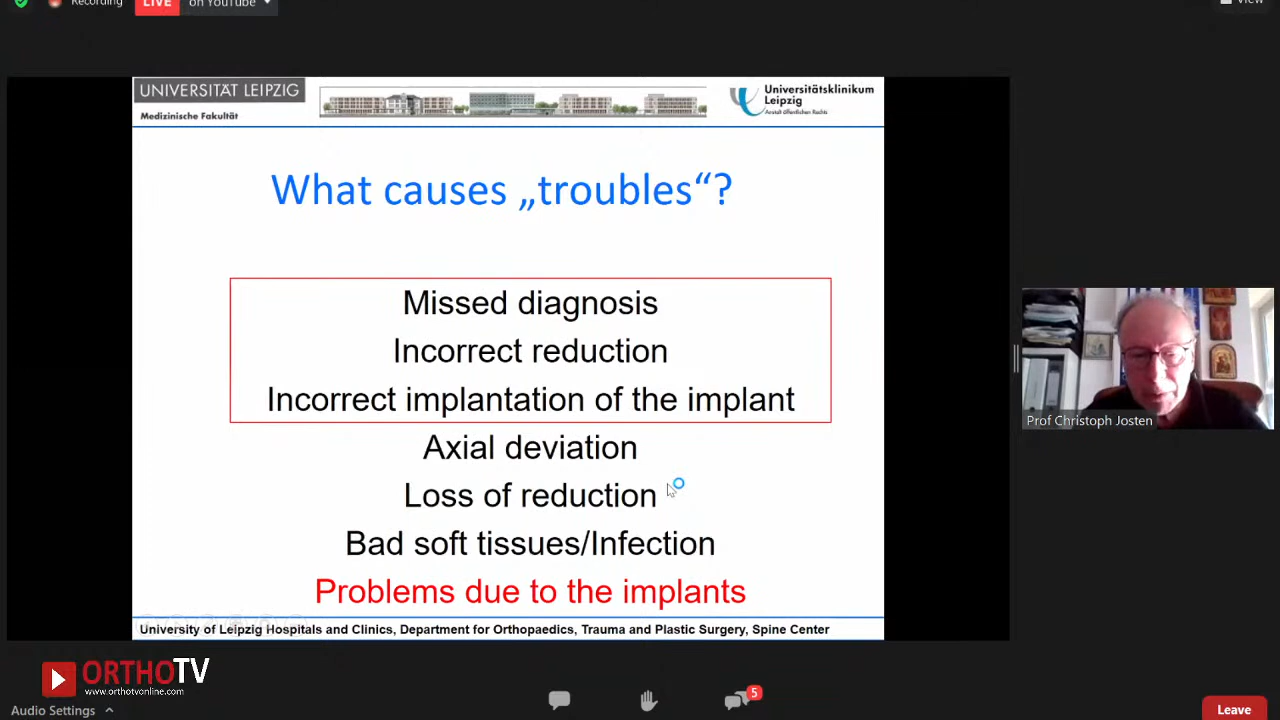 Recording
LIVE
on YouTube
View
UNIVERSITÄT LEIPZIG
Medizinische Fakultät
Universitätsklinikum
Leipzig
Anstalt öffentlichen Rechts
What causes „troubles“?
Missed diagnosis
Incorrect reduction
Incorrect implantation of the implant
Axial deviation
Loss of reduction
Bad soft tissues/Infection
Problems due to the implants
University of Leipzig Hospitals and Clinics, Department for Orthopaedics, Trauma and Plastic Surgery, Spine Center
Prof Christoph Josten
ORTHOTV
www.orthotvonline.com
5
Audio Settings
Leave